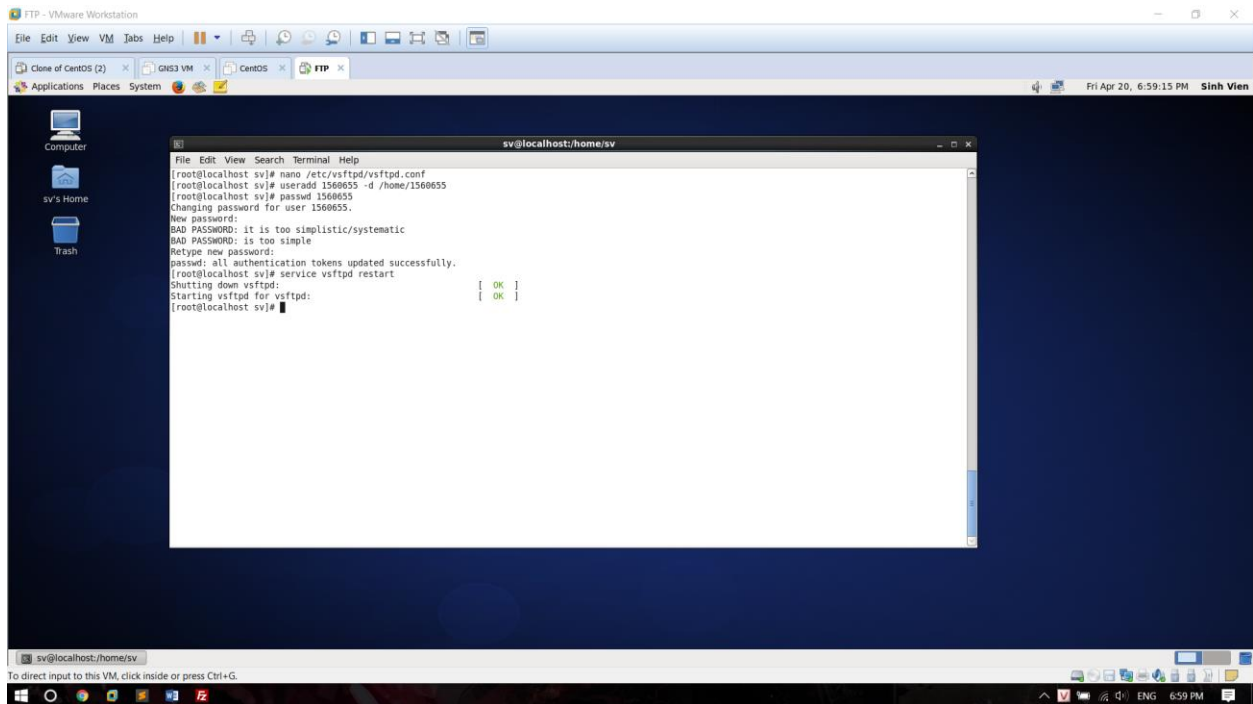 FTP - VMware Workstation
File Edit View VM Tabs Help
Clone of CentOS (2) GNS3 VM CentOS FTP
Applications Places System Fri Apr 20, 6:59:15 PM Sinh Vien
Computer
sv's Home
Trash
sv@localhost:/home/sv
File Edit View Search Terminal Help
[root@localhost sv]# nano /etc/vsftpd/vsftpd.conf
[root@localhost sv]# useradd 1560655 -d /home/1560655
[root@localhost sv]# passwd 1560655
Changing password for user 1560655.
New password:
BAD PASSWORD: it is too simplistic/systematic
BAD PASSWORD: is too simple
Retype new password:
passwd: all authentication tokens updated successfully.
[root@localhost sv]# service vsftpd restart
Shutting down vsftpd: [ OK ]
Starting vsftpd for vsftpd: [ OK ]
[root@localhost sv]#
sv@localhost:/home/sv
To direct input to this VM, click inside or press Ctrl+G.
ENG 6:59 PM